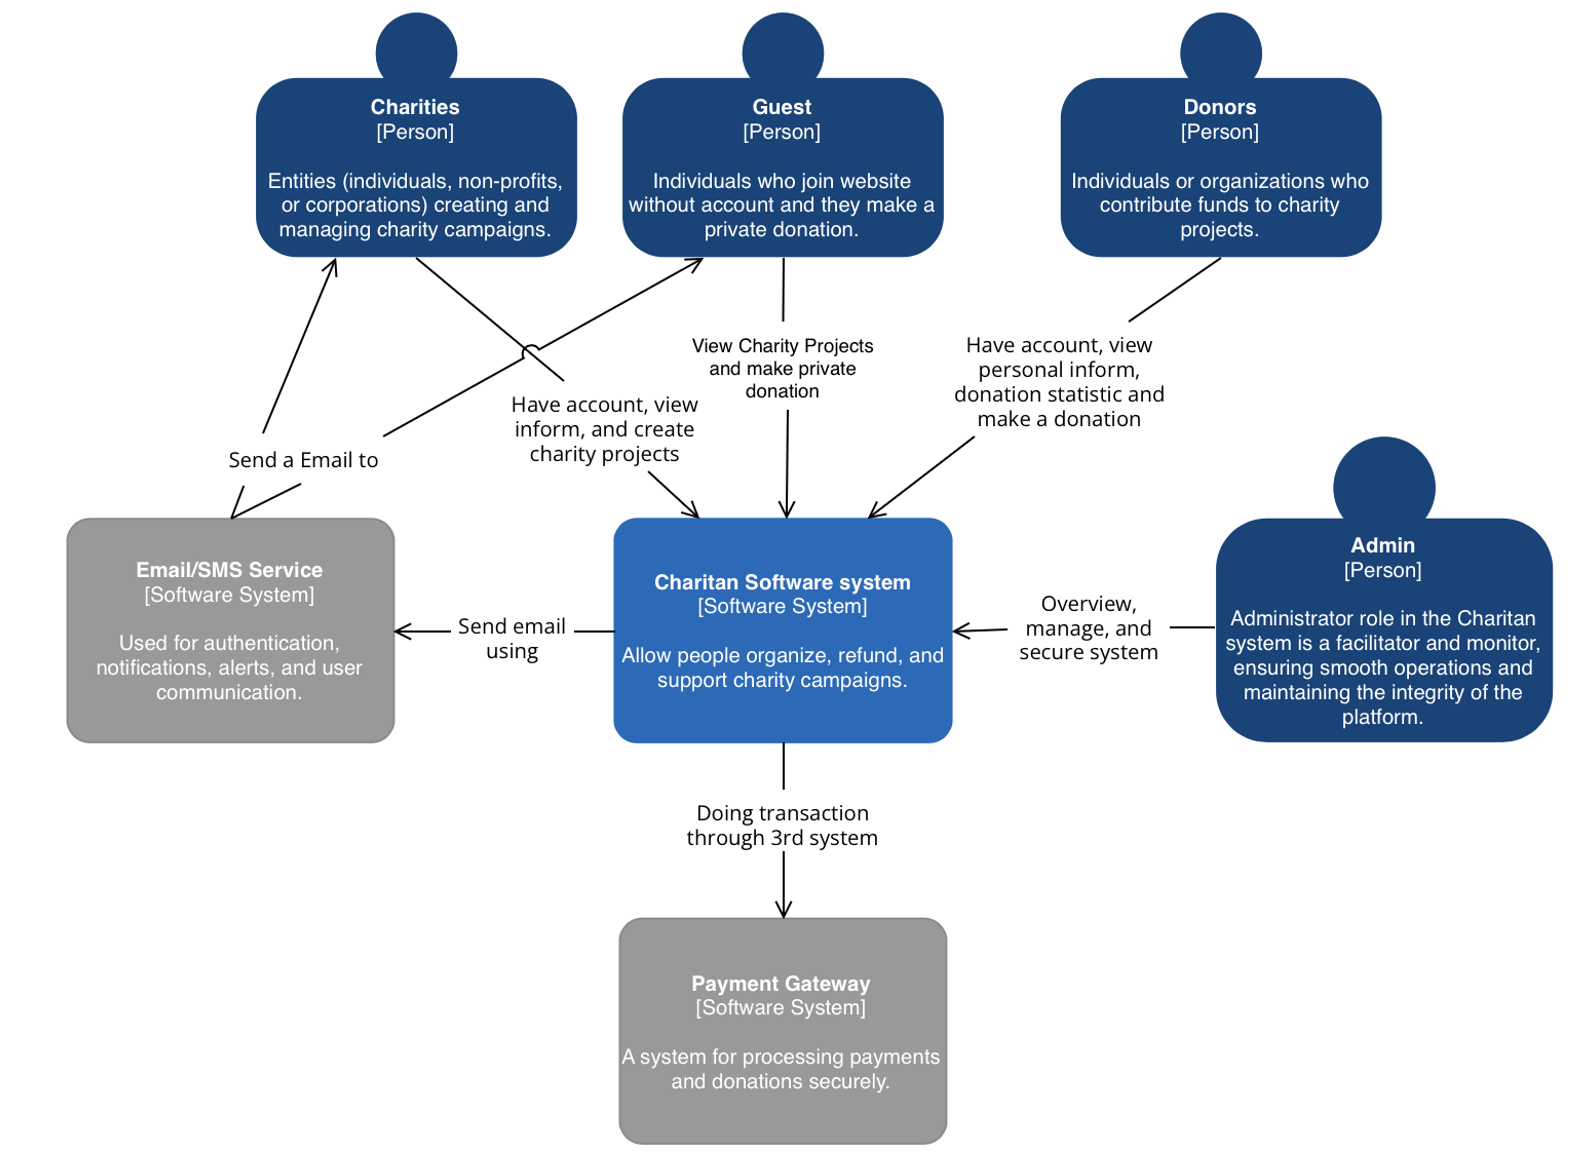 Charities
[Person]
Entities (individuals, non-profits,
or corporations) creating and
managing charity campaigns.
Guest
[Person]
Individuals who join website
without account and they make a
private donation.
Donors
[Person]
Individuals or organizations who
contribute funds to charity
projects.
View Charity Projects
and make private
donation
Have account, view
personal inform,
donation statistic and
make a donation
Have account, view
inform, and create
charity projects
Send a Email to
Email/SMS Service
[Software System]
Used for authentication,
notifications, alerts, and user
communication.
Send email
using
Charitan Software system
[Software System]
Allow people organize, refund, and
support charity campaigns.
Overview,
manage, and
secure system
Admin
[Person]
Administrator role in the Charitan
system is a facilitator and monitor,
ensuring smooth operations and
maintaining the integrity of the
platform.
Doing transaction
through 3rd system
Payment Gateway
[Software System]
A system for processing payments
and donations securely.